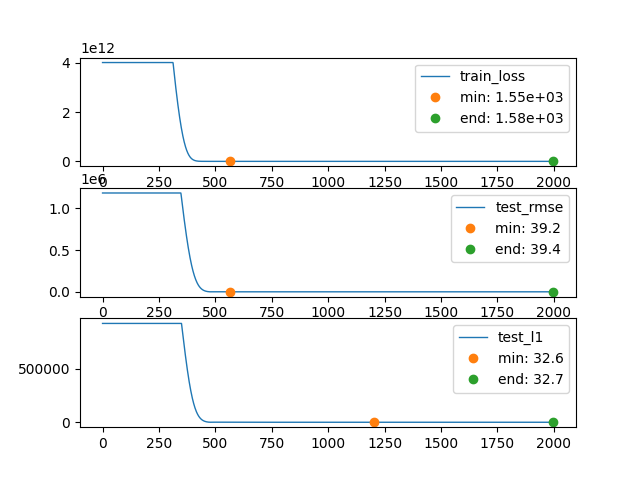 1e12
4
2
0
train_loss
min: 1.55e+03
end: 1.58e+03
0 250 500 750 1000 1250 1500 1750 2000
1e6
1.0
0.5
0.0
test_rmse
min: 39.2
end: 39.4
0 250 500 750 1000 1250 1500 1750 2000
500000
0
test_l1
min: 32.6
end: 32.7
0 250 500 750 1000 1250 1500 1750 2000